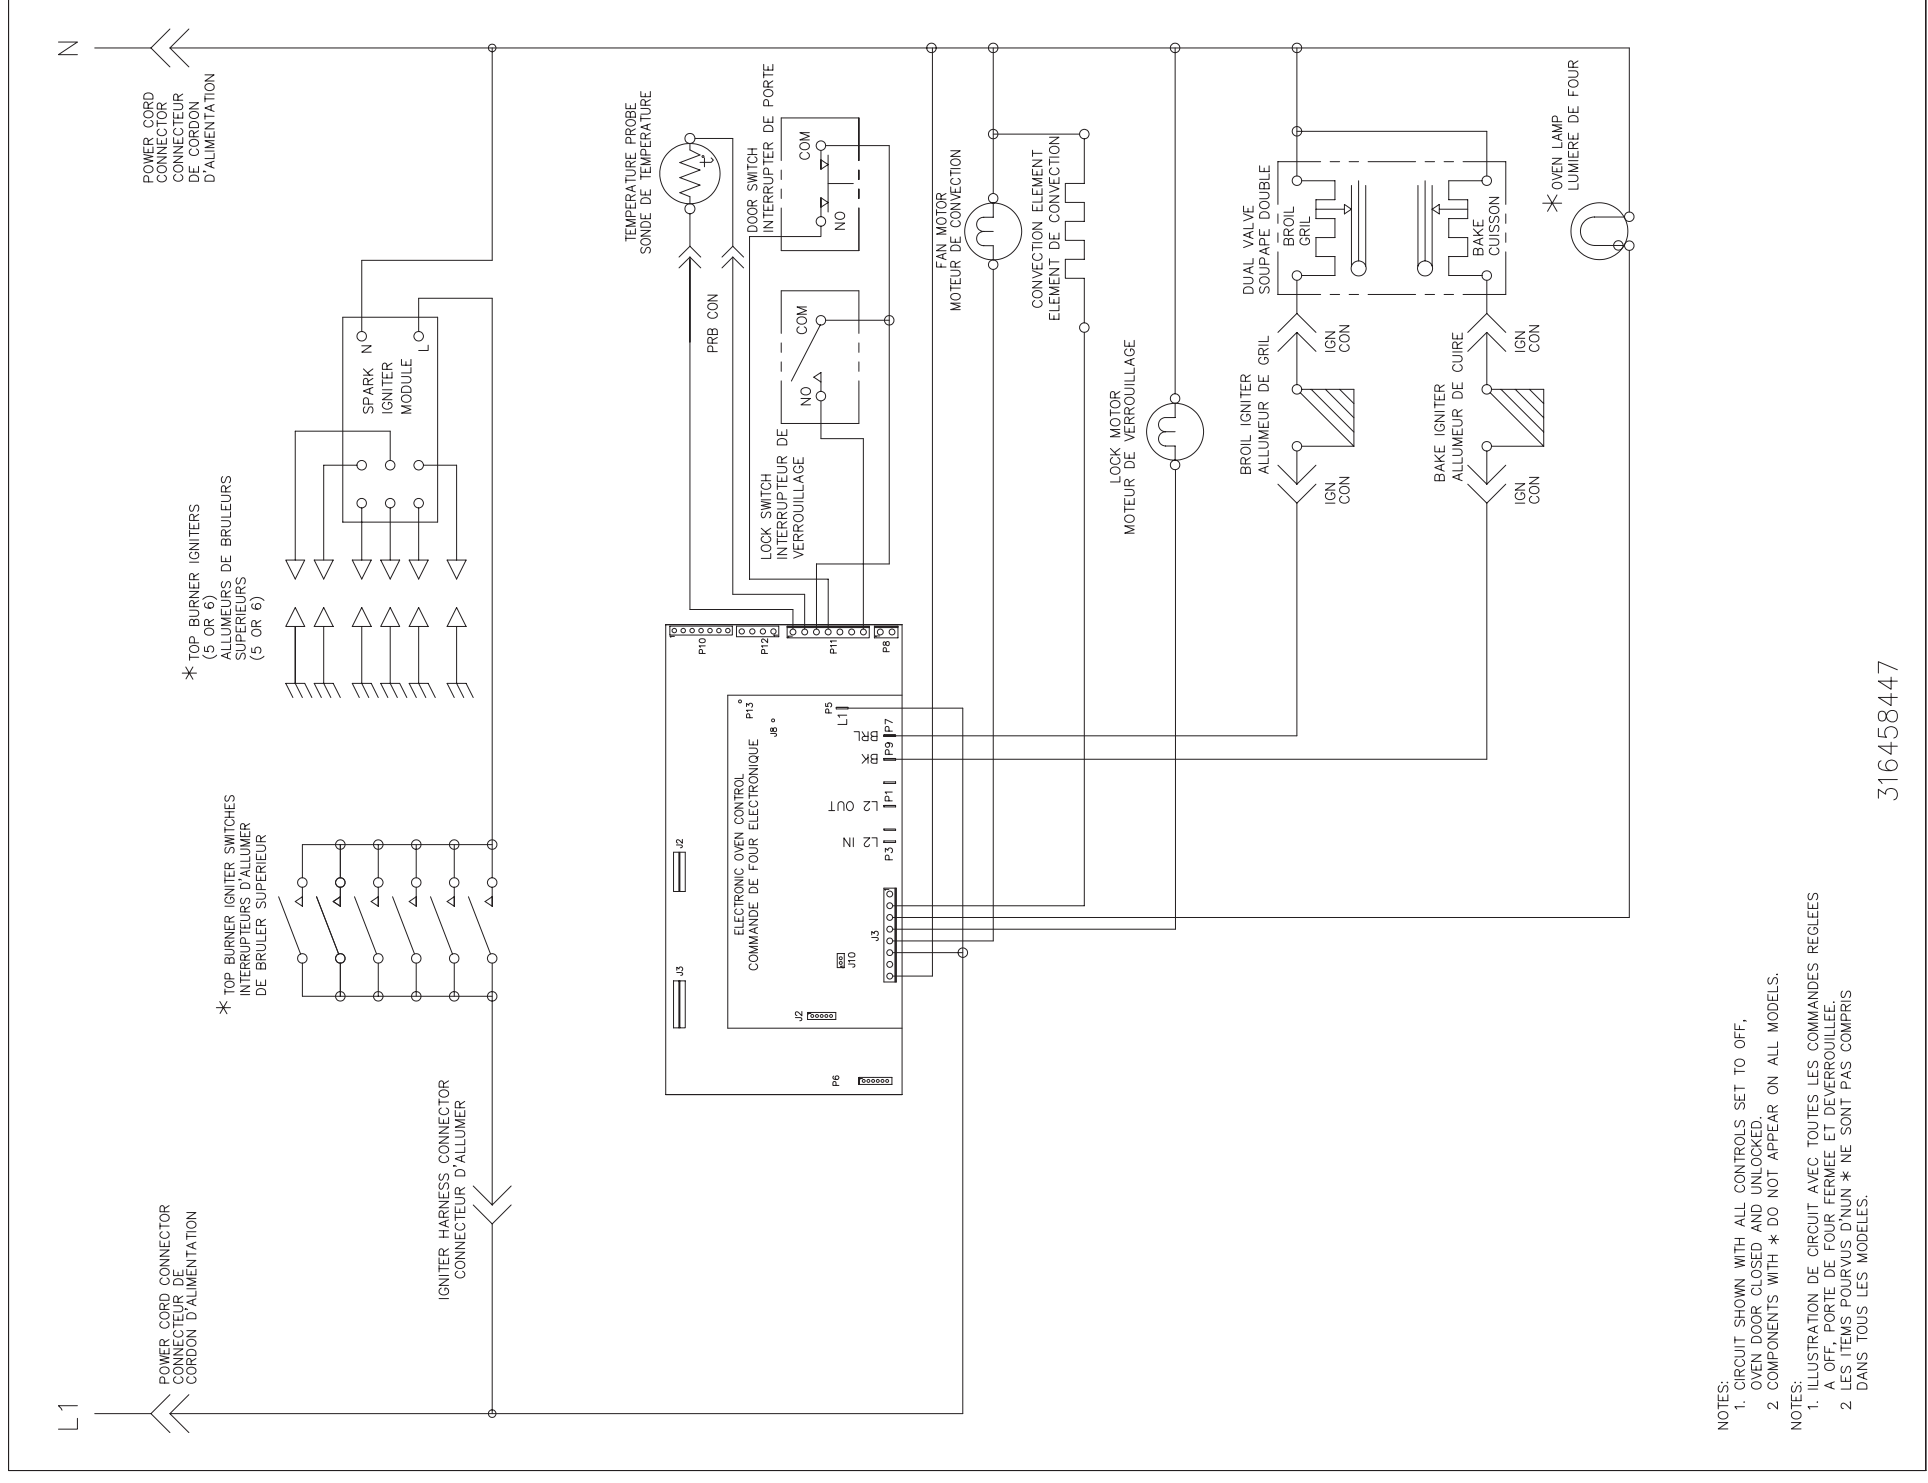 L1
N
POWER CORD CONNECTOR
CONNECTEUR DE
CORDON D'ALIMENTATION
POWER CORD
CONNECTOR
CONNECTEUR
DE CORDON
D'ALIMENTATION
* TOP BURNER IGNITERS
(5 OR 6)
ALLUMEURS DE BRULEURS
SUPERIEURS
(5 OR 6)
* TOP BURNER IGNITER SWITCHES
INTERRUPTEURS D'ALLUMER
DE BRULER SUPERIEUR
SPARK
IGNITER
MODULE
N
L
IGNITER HARNESS CONNECTOR
CONNECTEUR D'ALLUMER
TEMPERATURE PROBE
SONDE DE TEMPERATURE
t
PRB CON
DOOR SWITCH
INTERRUPTER DE PORTE
COM
NO
COM
NO
LOCK SWITCH
INTERRUPTEUR DE
VERROUILLAGE
P10
P12
P11
P8
J2
J3
ELECTRONIC OVEN CONTROL
COMMANDE DE FOUR ELECTRONIQUE
P13
J8
P5
L1
P7
BRL
P9
BK
P1
L2 OUT
L2 IN
P3
J3
J10
J2
P6
FAN MOTOR
MOTEUR DE CONVECTION
CONVECTION ELEMENT
ELEMENT DE CONVECTION
LOCK MOTOR
MOTEUR DE VERROUILLAGE
DUAL VALVE
SOUPAPE DOUBLE
BROIL
GRIL
BAKE
CUISSON
BROIL IGNITER
ALLUMEUR DE GRIL
IGN
CON
IGN
CON
BAKE IGNITER
ALLUMEUR DE CUIRE
IGN
CON
IGN
CON
* OVEN LAMP
LUMIERE DE FOUR
NOTES:
1. CIRCUIT SHOWN WITH ALL CONTROLS SET TO OFF,
OVEN DOOR CLOSED AND UNLOCKED.
2 COMPONENTS WITH * DO NOT APPEAR ON ALL MODELS.
NOTES:
1. ILLUSTRATION DE CIRCUIT AVEC TOUTES LES COMMANDES REGLEES
A OFF, PORTE DE FOUR FERMEE ET DEVERROUILLEE.
2 LES ITEMS POURVUS D'NUN * NE SONT PAS COMPRIS
DANS TOUS LES MODELES.
316458447